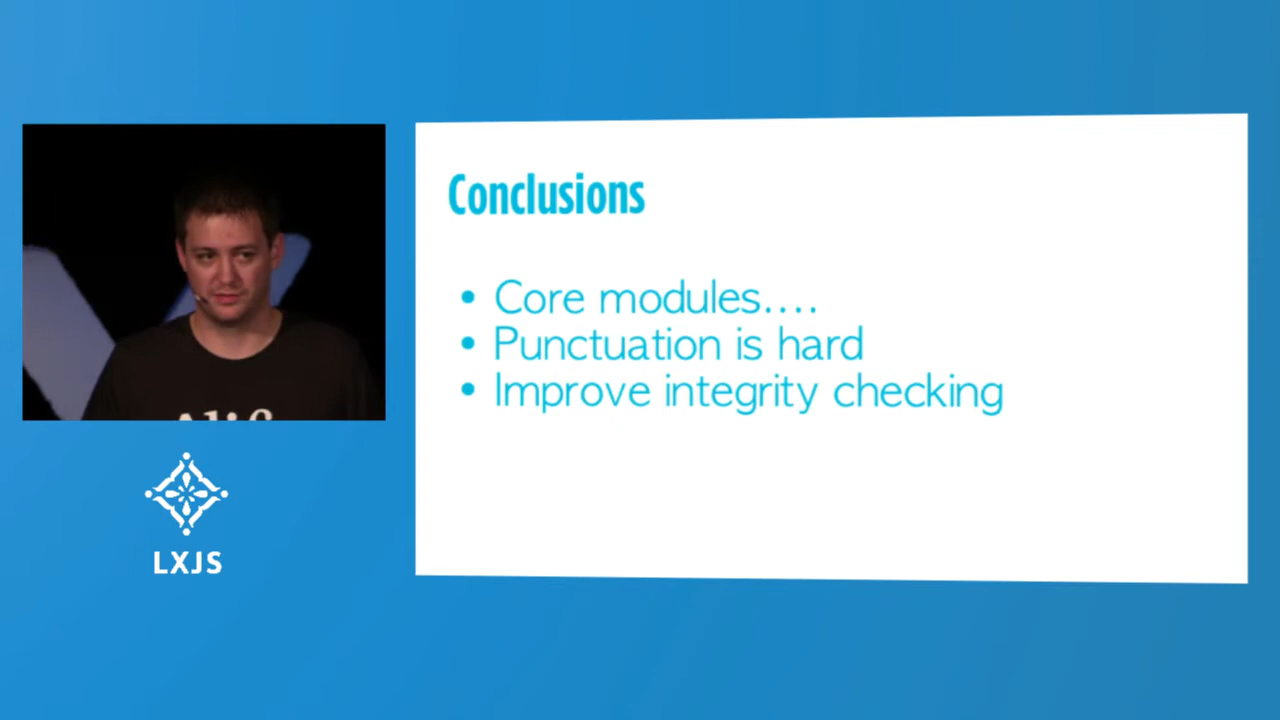 Conclusions
• Core modules....
• Punctuation is hard
• Improve integrity checking
LXJS